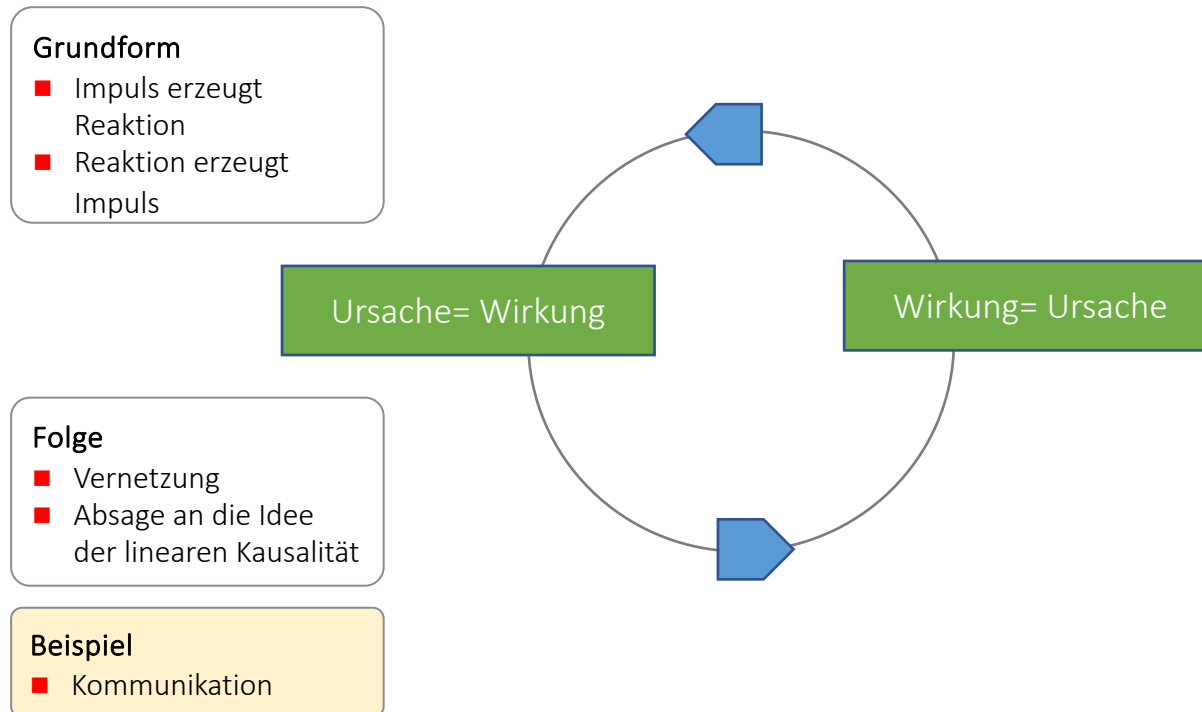 Grundform
Impuls erzeugt
Reaktion
Reaktion erzeugt
Impuls
Ursache= Wirkung
Wirkung= Ursache
Folge
Vernetzung
Absage an die Idee
der linearen Kausalität
Beispiel
Kommunikation